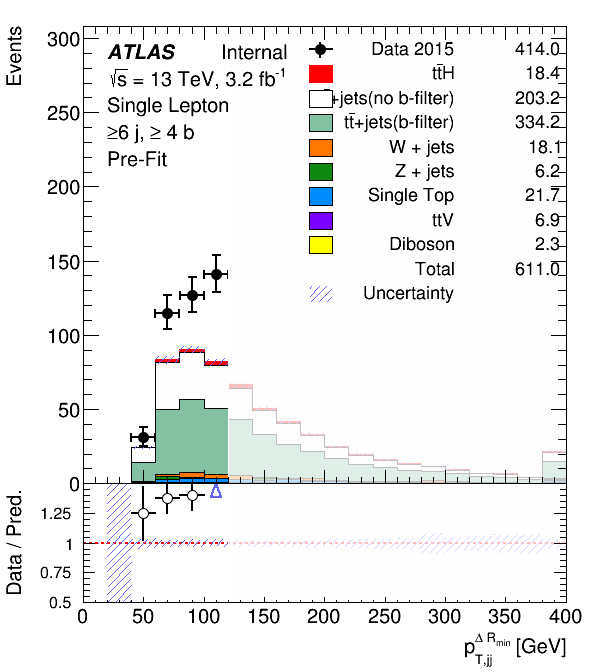 Events
300
250
200
150
100
50
0
ATLAS Internal
√s = 13 TeV, 3.2 fb⁻¹
Single Lepton
≥6 j, ≥ 4 b
Pre-Fit
Data 2015 414.0
tt̄H 18.4
+jets(no b-filter) 203.2
tt̄+jets(b-filter) 334.2
W + jets 18.1
Z + jets 6.2
Single Top 21.7
ttV 6.9
Diboson 2.3
Total 611.0
Uncertainty
Data / Pred.
1.25
1
0.75
0.5
0 50 100 150 200 250 300 350 400
p_{T,jj}^{Δ R_{min}} [GeV]